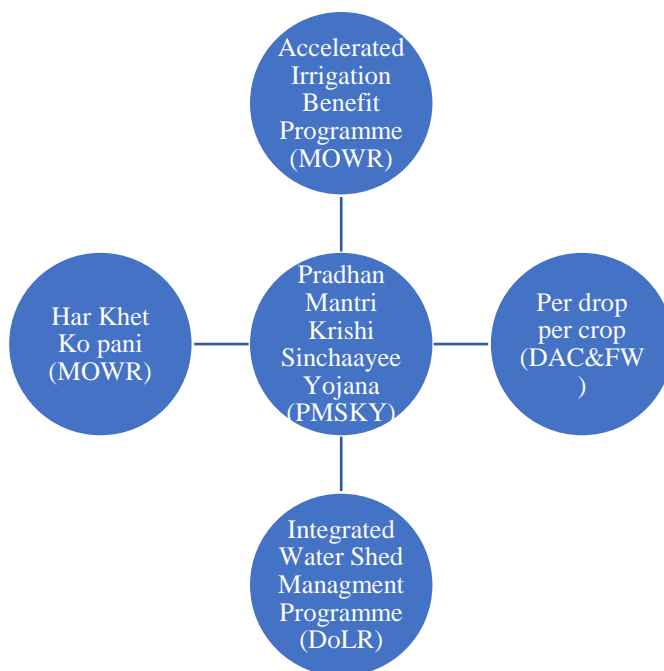 Accelerated
Irrigation
Benefit
Programme
(MOWR)
Har Khet
Ko pani
(MOWR)
Pradhan
Mantri
Krishi
Sinchaayee
Yojana
(PMSKY)
Per drop
per crop
(DAC&FW
)
Integrated
Water Shed
Managment
Programme
(DoLR)